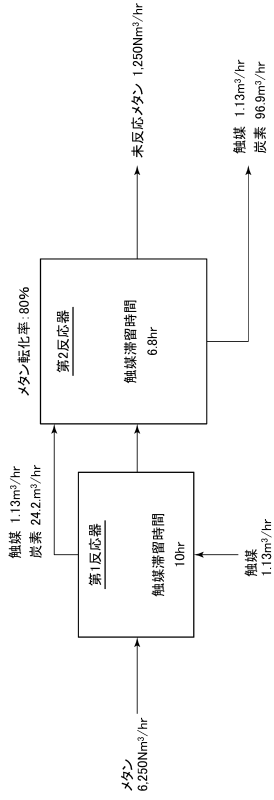 メタン転化率:80%
触媒 1.13m³/hr
炭素 24.2.m³/hr
第1反応器
触媒滞留時間
10hr
第2反応器
触媒滞留時間
6.8hr
メタン
6,250Nm³/hr
触媒
1.13m³/hr
未反応メタン 1,250Nm³/hr
触媒 1.13m³/hr
炭素 96.9m³/hr